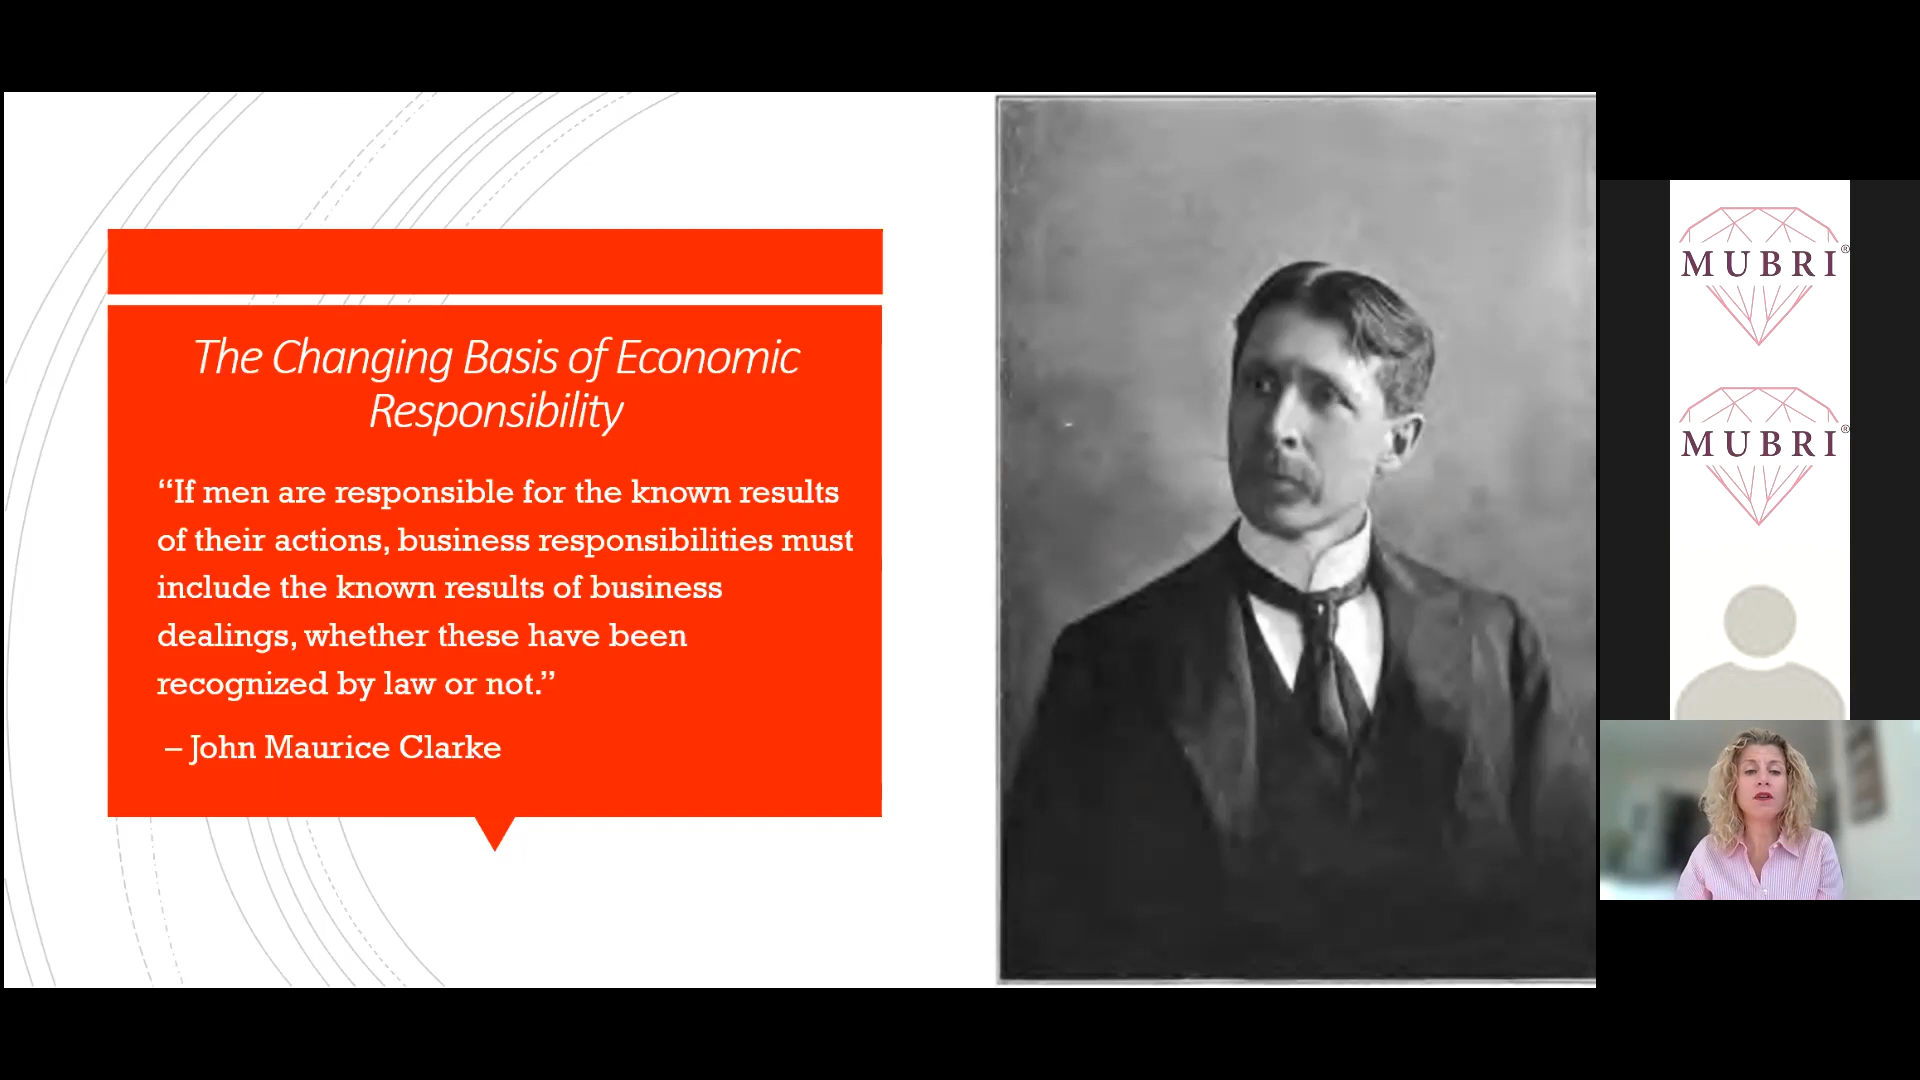 The Changing Basis of Economic
Responsibility
“If men are responsible for the known results
of their actions, business responsibilities must
include the known results of business
dealings, whether these have been
recognized by law or not.”
– John Maurice Clarke
MUBRI®
MUBRI®